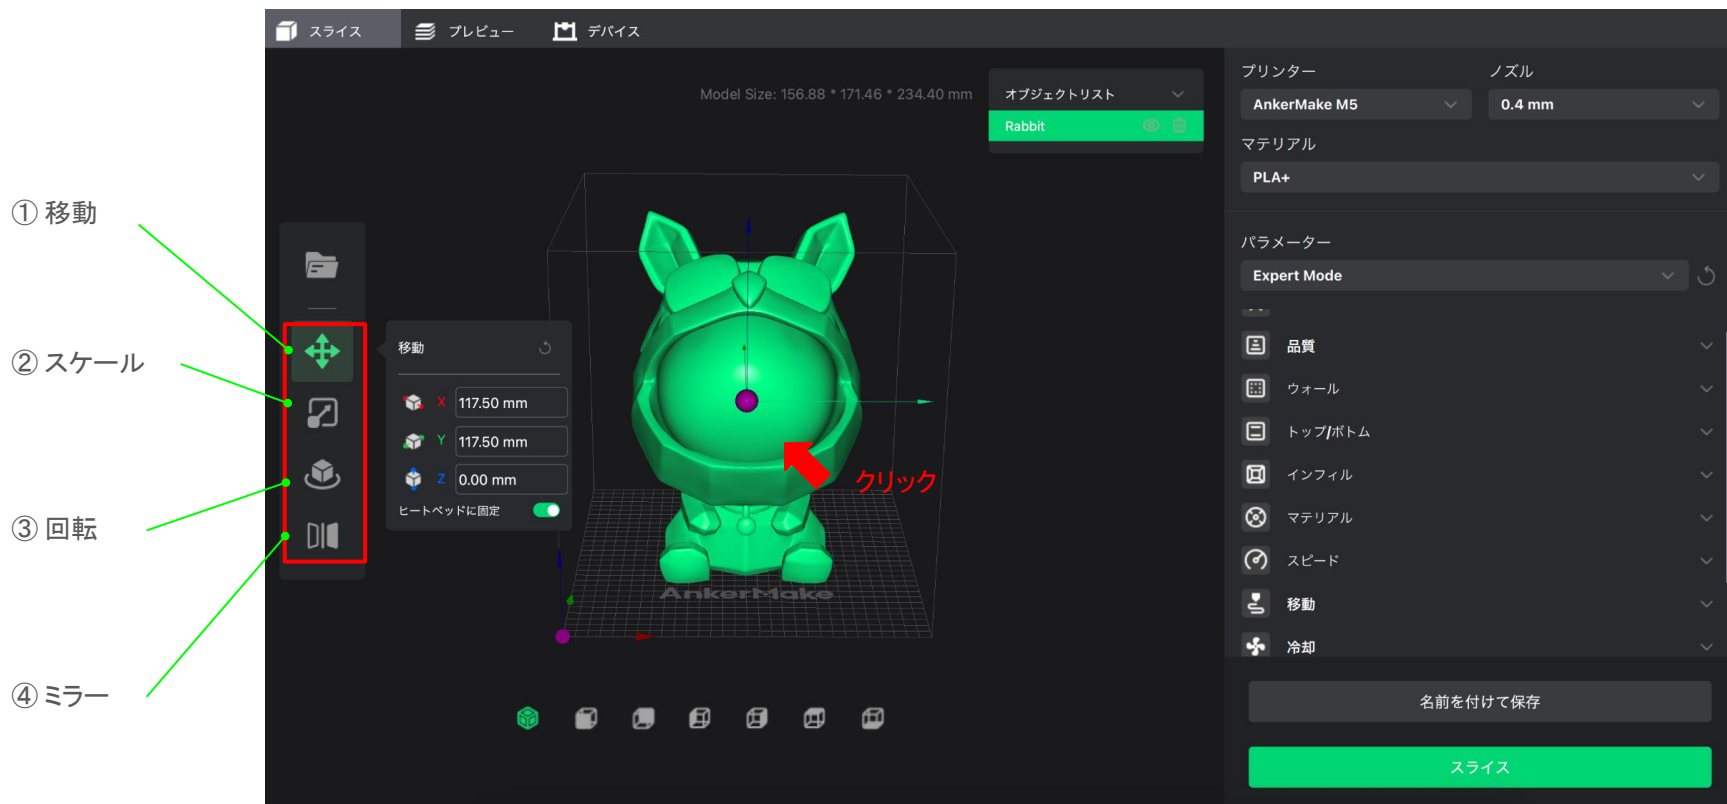 スライス
プレビュー
デバイス
Model Size: 156.88 * 171.46 * 234.40 mm
オブジェクトリスト
Rabbit
① 移動
② スケール
③ 回転
④ ミラー
移動
X 117.50 mm
Y 117.50 mm
Z 0.00 mm
ヒートベッドに固定
クリック
AnkerMake
プリンター
ノズル
AnkerMake M5
0.4 mm
マテリアル
PLA+
パラメーター
Expert Mode
品質
ウォール
トップ/ボトム
インフィル
マテリアル
スピード
移動
冷却
名前を付けて保存
スライス